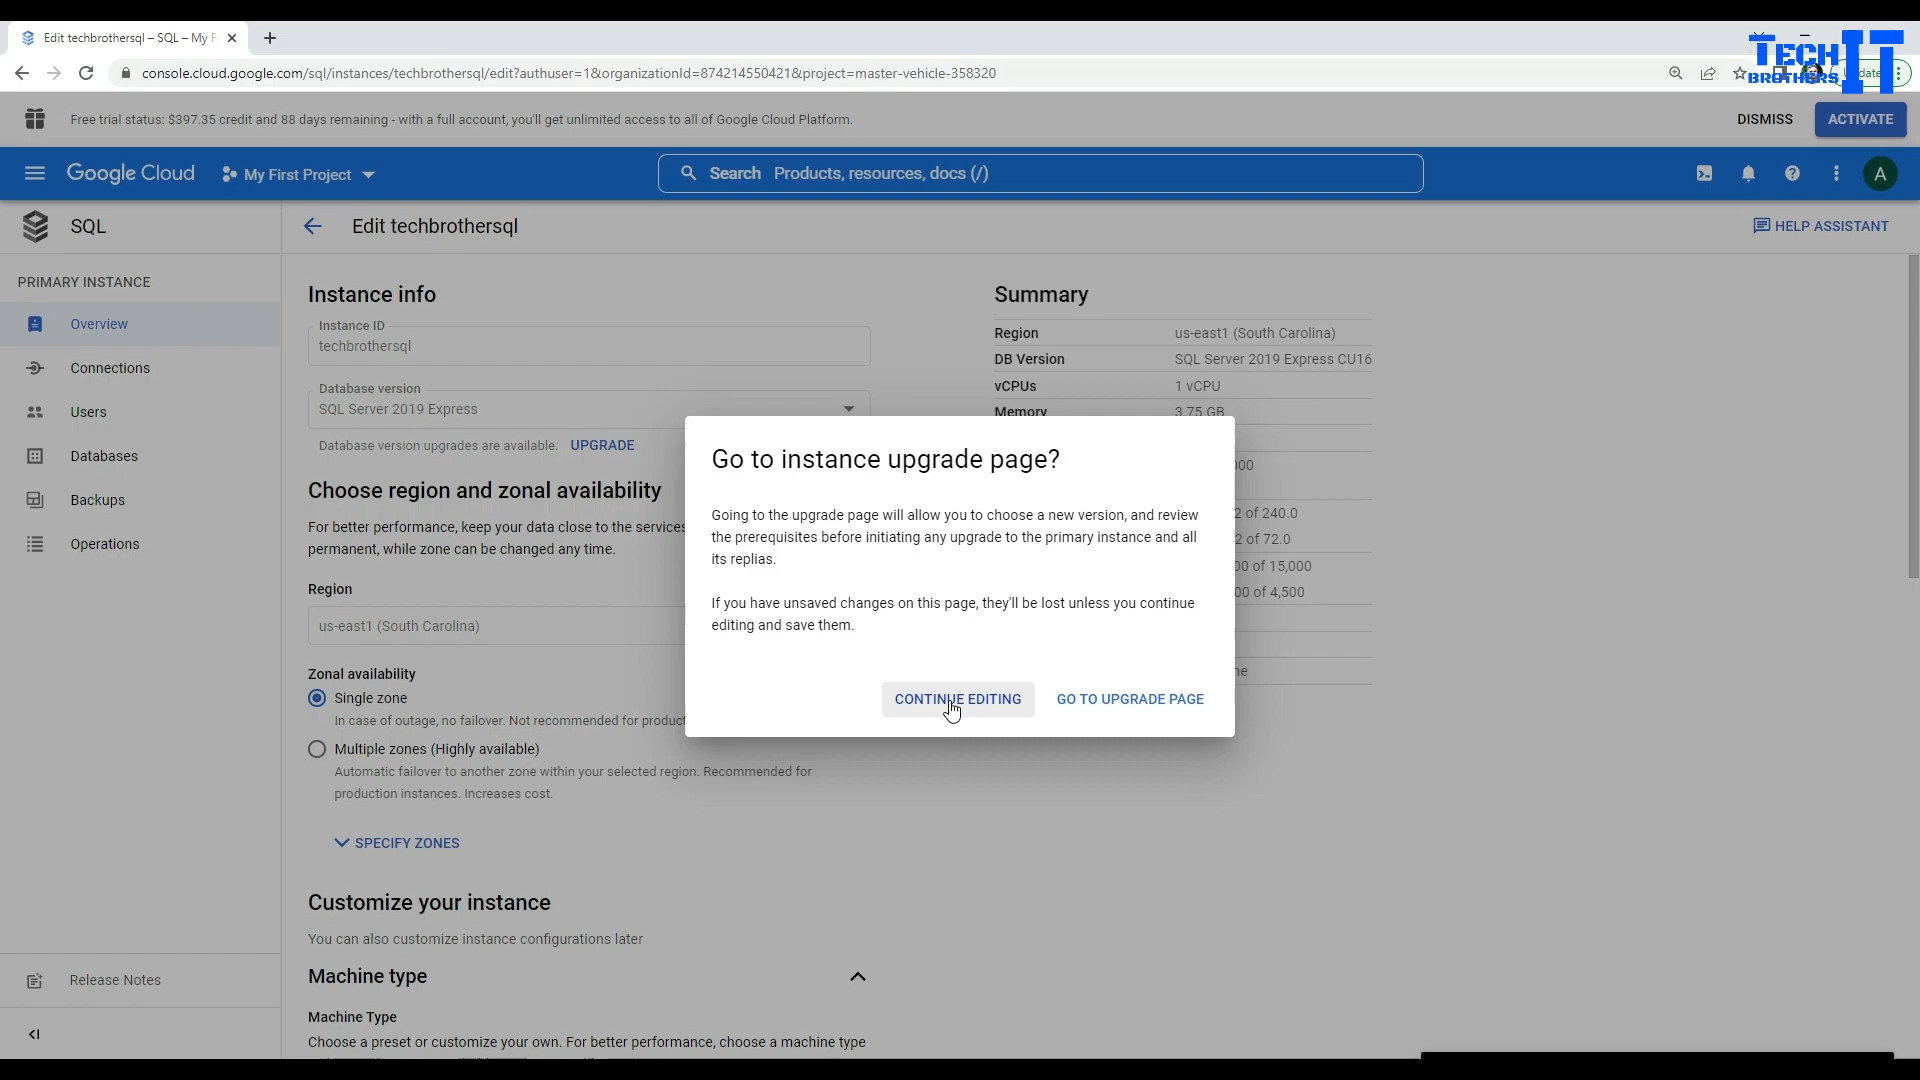 Edit techbrothersql – SQL – My F
console.cloud.google.com/sql/instances/techbrothersql/edit?authuser=1&organizationId=874214550421&project=master-vehicle-358320
TECH IT
BROTHERS
Free trial status: $397.35 credit and 88 days remaining - with a full account, you'll get unlimited access to all of Google Cloud Platform.
DISMISS
ACTIVATE
Google Cloud
My First Project
Search Products, resources, docs (/)
A
SQL
Edit techbrothersql
HELP ASSISTANT
PRIMARY INSTANCE
Overview
Connections
Users
Databases
Backups
Operations
Release Notes
Instance info
Instance ID
techbrothersql
Database version
SQL Server 2019 Express
Database version upgrades are available. UPGRADE
Choose region and zonal availability
For better performance, keep your data close to the services
permanent, while zone can be changed any time.
Region
us-east1 (South Carolina)
Zonal availability
Single zone
In case of outage, no failover. Not recommended for product
Multiple zones (Highly available)
Automatic failover to another zone within your selected region. Recommended for
production instances. Increases cost.
SPECIFY ZONES
Customize your instance
You can also customize instance configurations later
Machine type
Machine Type
Choose a preset or customize your own. For better performance, choose a machine type
Summary
Region us-east1 (South Carolina)
DB Version SQL Server 2019 Express CU16
vCPUs 1 vCPU
Memory 3.75 GB
2 of 240.0
2 of 72.0
00 of 15,000
00 of 4,500
Go to instance upgrade page?
Going to the upgrade page will allow you to choose a new version, and review
the prerequisites before initiating any upgrade to the primary instance and all
its replias.
If you have unsaved changes on this page, they'll be lost unless you continue
editing and save them.
CONTINUE EDITING
GO TO UPGRADE PAGE